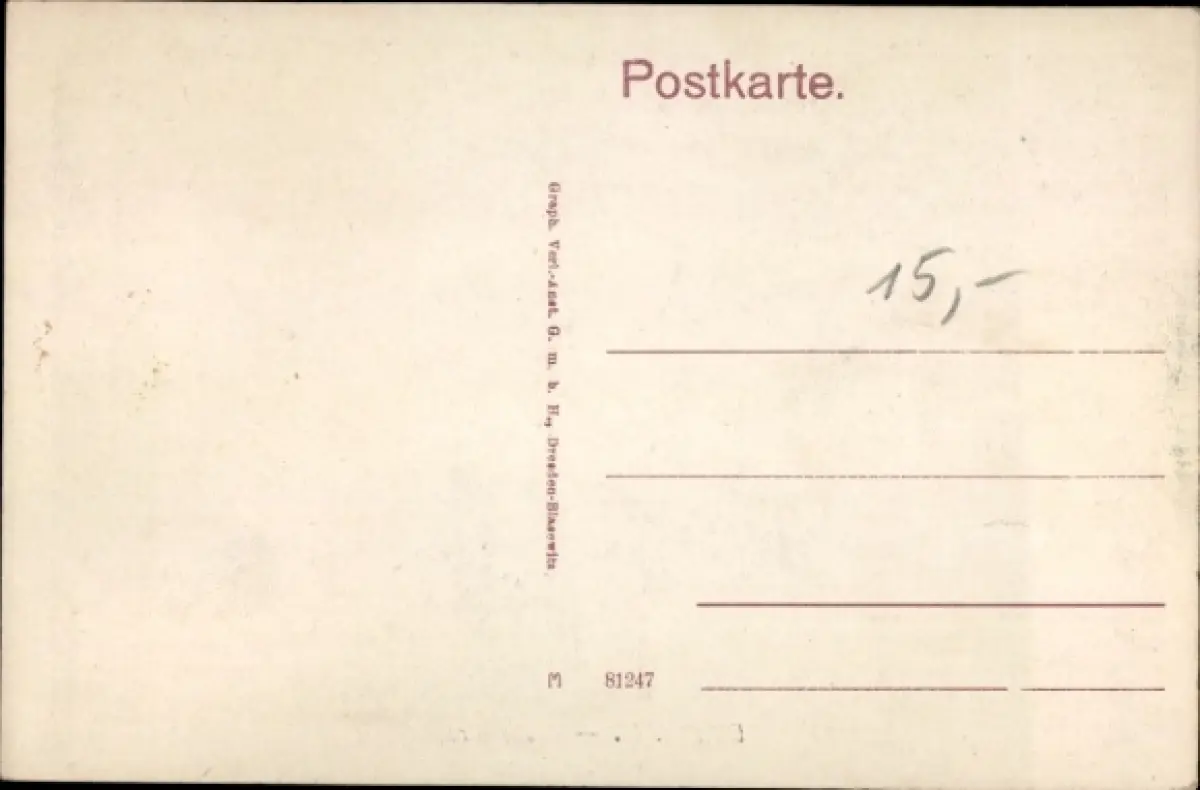 Postkarte.
15,-
Graph. Verl.-Anst. G. m. b. H., Dresden-Blasewitz.
M 81247